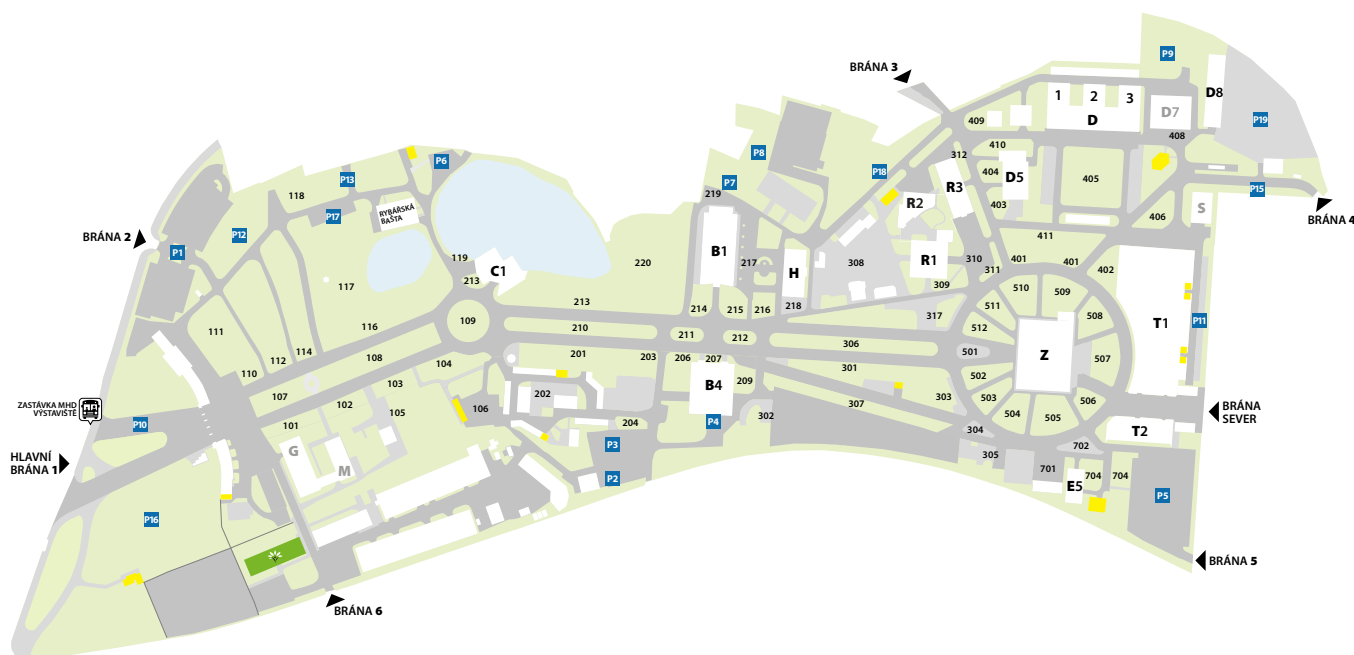 P9
BRÁNA 3
1
2
3
D8
D
D7
P19
409
408
P6
P8
312
410
P13
P18
D5
404
405
P7
R3
118
219
R2
403
P15
P17
RYBÁŘSKÁ
BAŠTA
S
406
BRÁNA 4
P12
BRÁNA 2
411
P1
B1
119
C1
217
H
308
R1
310
401
401
402
220
213
311
117
309
510
509
213
214
215
216
218
317
511
508
P11
109
T1
111
116
210
211
212
306
512
114
112
108
201
203
206
207
301
501
Z
507
110
104
B4
502
107
103
202
209
307
303
503
506
ZASTÁVKA MHD
VÝSTAVIŠTĚ
102
105
106
302
504
505
BRÁNA
SEVER
P10
101
204
P4
304
T2
G
P3
702
HLAVNÍ
BRÁNA 1
M
305
701
704
704
P2
E5
P5
P16
BRÁNA 5
BRÁNA 6